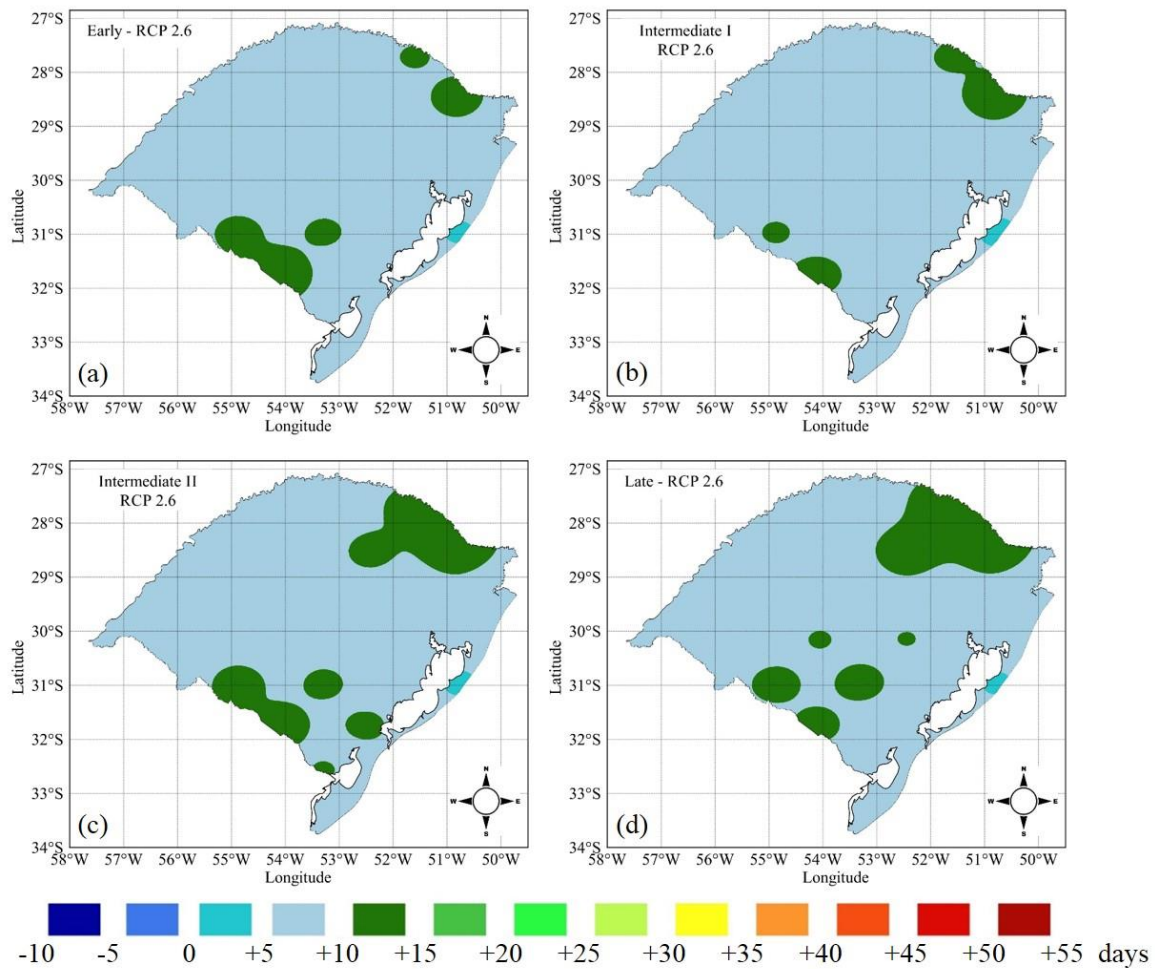 27°S
28°S
29°S
30°S
31°S
32°S
33°S
34°S
Latitude
Early - RCP 2.6
N
W E
S
(a)
58°W 57°W 56°W 55°W 54°W 53°W 52°W 51°W 50°W
Longitude
27°S
28°S
29°S
30°S
31°S
32°S
33°S
34°S
Latitude
Intermediate I
RCP 2.6
N
W E
S
(b)
58°W 57°W 56°W 55°W 54°W 53°W 52°W 51°W 50°W
Longitude
27°S
28°S
29°S
30°S
31°S
32°S
33°S
34°S
Latitude
Intermediate II
RCP 2.6
N
W E
S
(c)
58°W 57°W 56°W 55°W 54°W 53°W 52°W 51°W 50°W
Longitude
27°S
28°S
29°S
30°S
31°S
32°S
33°S
34°S
Latitude
Late - RCP 2.6
N
W E
S
(d)
58°W 57°W 56°W 55°W 54°W 53°W 52°W 51°W 50°W
Longitude
-10 -5 0 +5 +10 +15 +20 +25 +30 +35 +40 +45 +50 +55 days